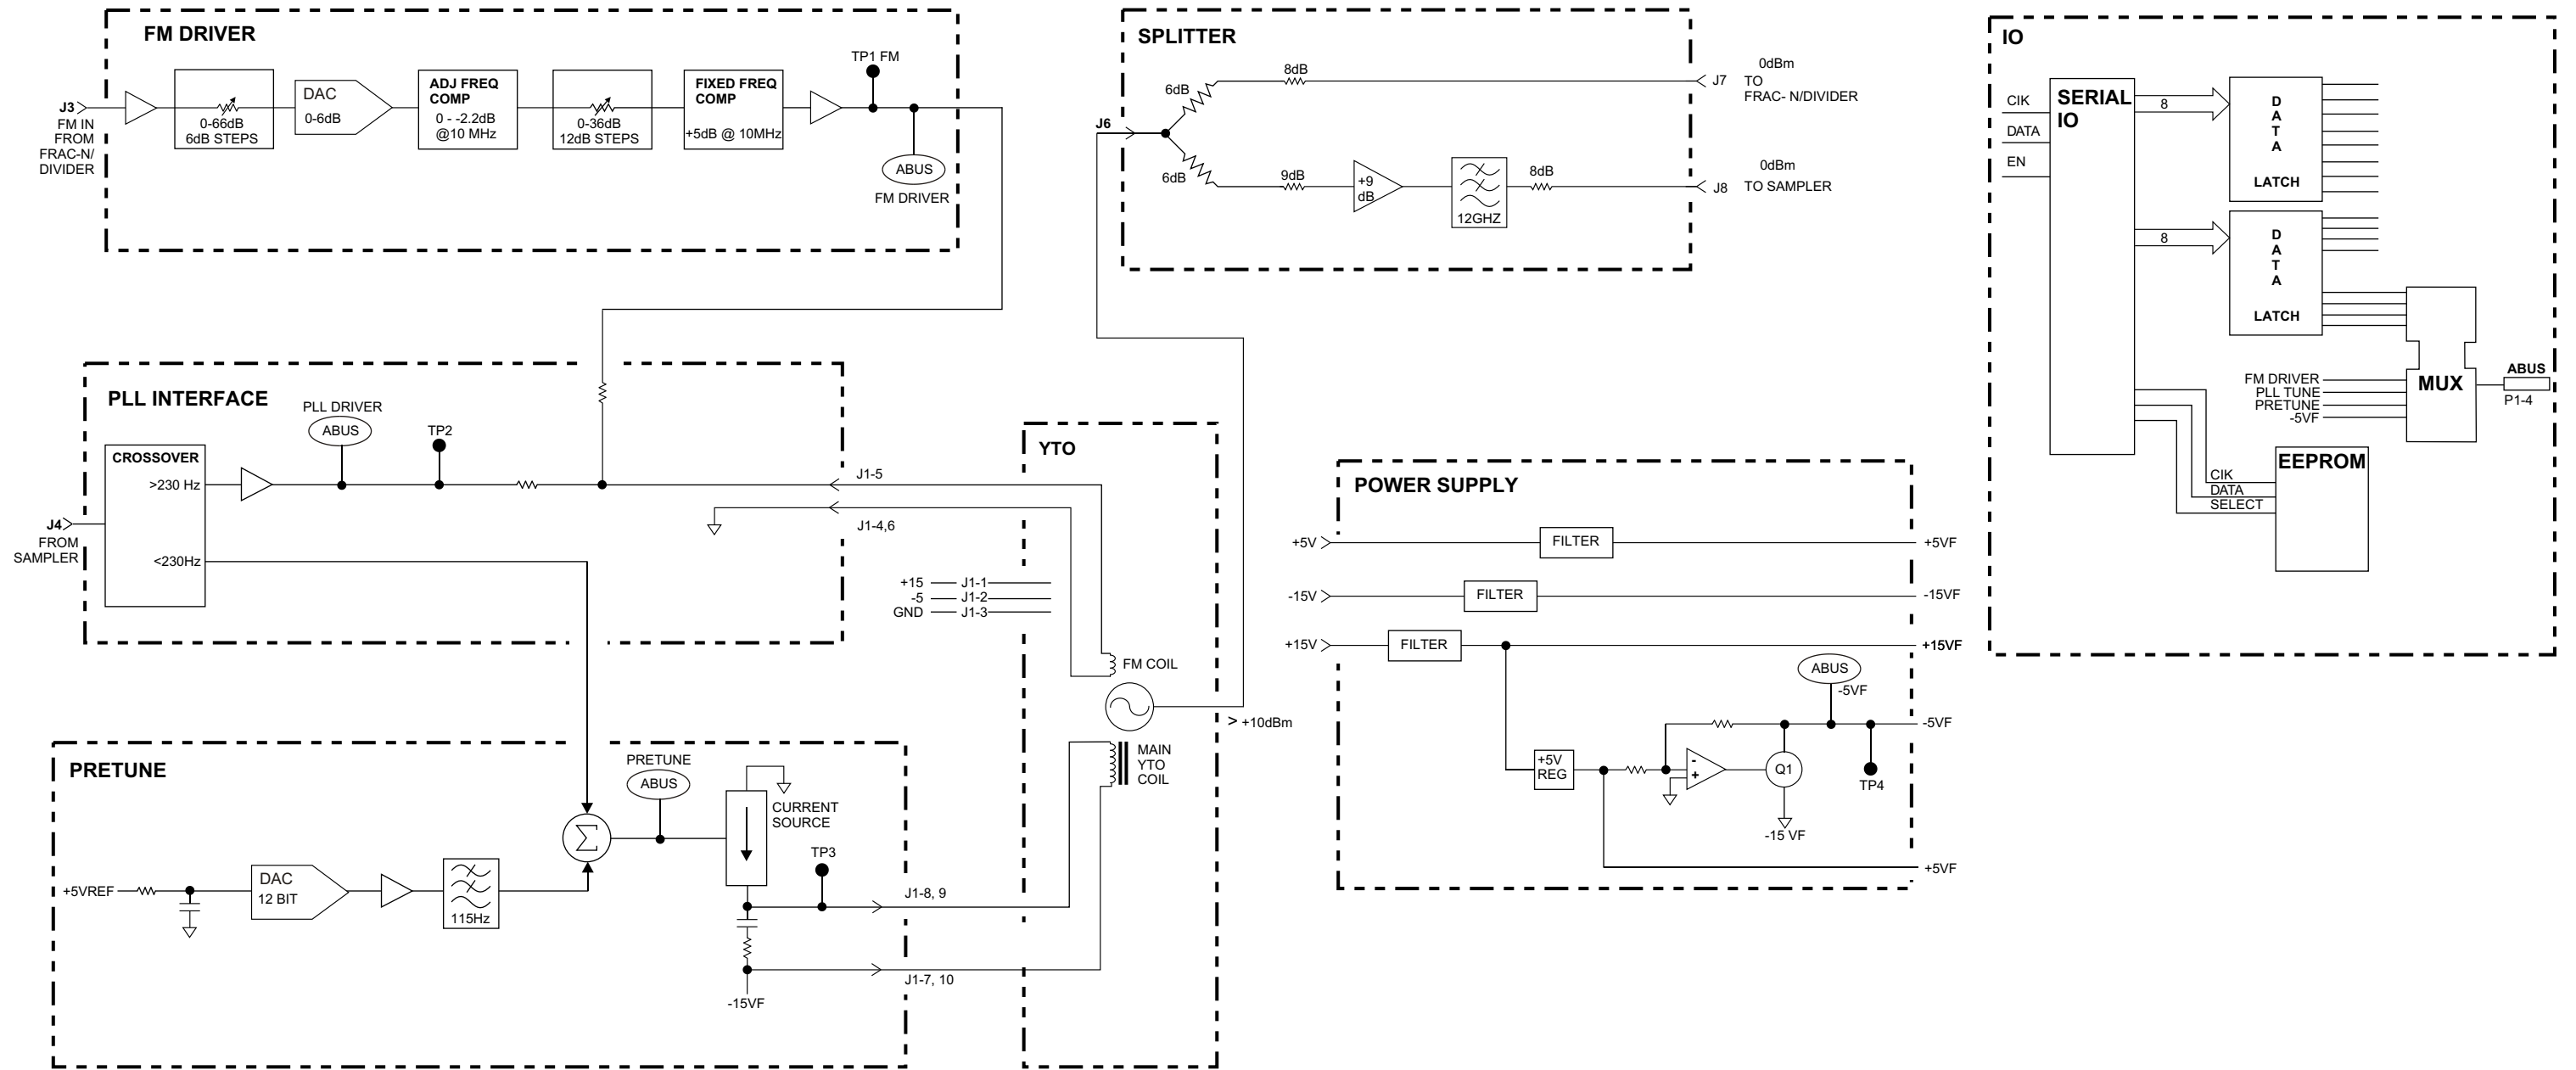 FM DRIVER
J3
FM IN
FROM
FRAC-N/
DIVIDER
0-66dB
6dB STEPS
DAC
0-6dB
ADJ FREQ
COMP
0 - -2.2dB
@10 MHz
0-36dB
12dB STEPS
FIXED FREQ
COMP
+5dB @ 10MHz
TP1 FM
ABUS
FM DRIVER
SPLITTER
J6
6dB
8dB
6dB
9dB
+9
dB
12GHZ
8dB
J7
0dBm
TO
FRAC- N/DIVIDER
J8
0dBm
TO SAMPLER
IO
CIK
DATA
EN
SERIAL
IO
8
D
A
T
A
LATCH
8
D
A
T
A
LATCH
FM DRIVER
PLL TUNE
PRETUNE
-5VF
MUX
ABUS
P1-4
EEPROM
CIK
DATA
SELECT
PLL INTERFACE
PLL DRIVER
ABUS
TP2
CROSSOVER
>230 Hz
<230Hz
J4
FROM
SAMPLER
J1-5
J1-4,6
+15
J1-1
-5
J1-2
GND
J1-3
YTO
FM COIL
> +10dBm
MAIN
YTO
COIL
PRETUNE
+5VREF
DAC
12 BIT
115Hz
Σ
PRETUNE
ABUS
CURRENT
SOURCE
TP3
J1-8, 9
J1-7, 10
-15VF
POWER SUPPLY
+5V
FILTER
+5VF
-15V
FILTER
-15VF
+15V
FILTER
+15VF
ABUS
-5VF
-5VF
+5V
REG
-
+
Q1
TP4
-15 VF
+5VF